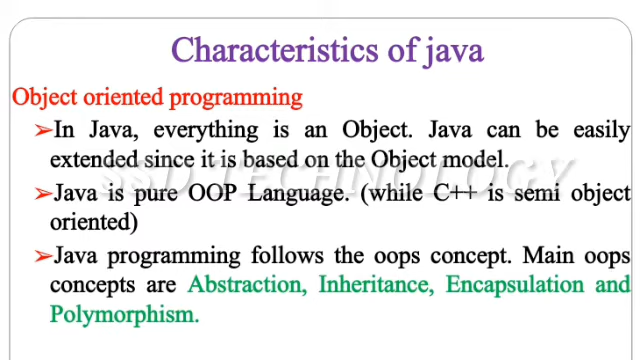 Characteristics of java
Object oriented programming
➢In Java, everything is an Object. Java can be easily
extended since it is based on the Object model.
SSD TECHNOLOGY
➢Java is pure OOP Language. (while C++ is semi object
oriented)
➢Java programming follows the oops concept. Main oops
concepts are Abstraction, Inheritance, Encapsulation and
Polymorphism.